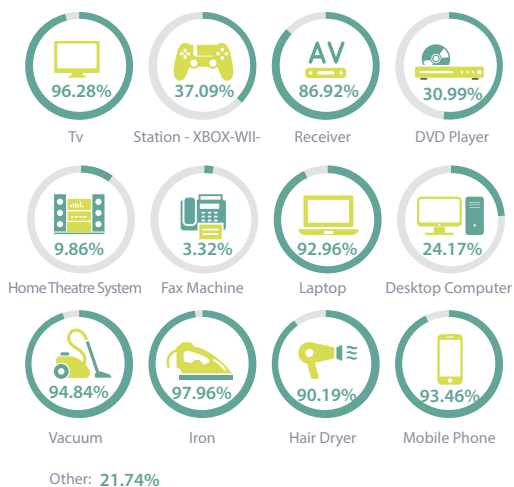 AV
96.28% 37.09% 86.92% 30.99%
Tv Station - XBOX-WII- Receiver DVD Player
9.86% 3.32% 92.96% 24.17%
Home Theatre System Fax Machine Laptop Desktop Computer
94.84% 97.96% 90.19% 93.46%
Vacuum Iron Hair Dryer Mobile Phone
Other: 21.74%